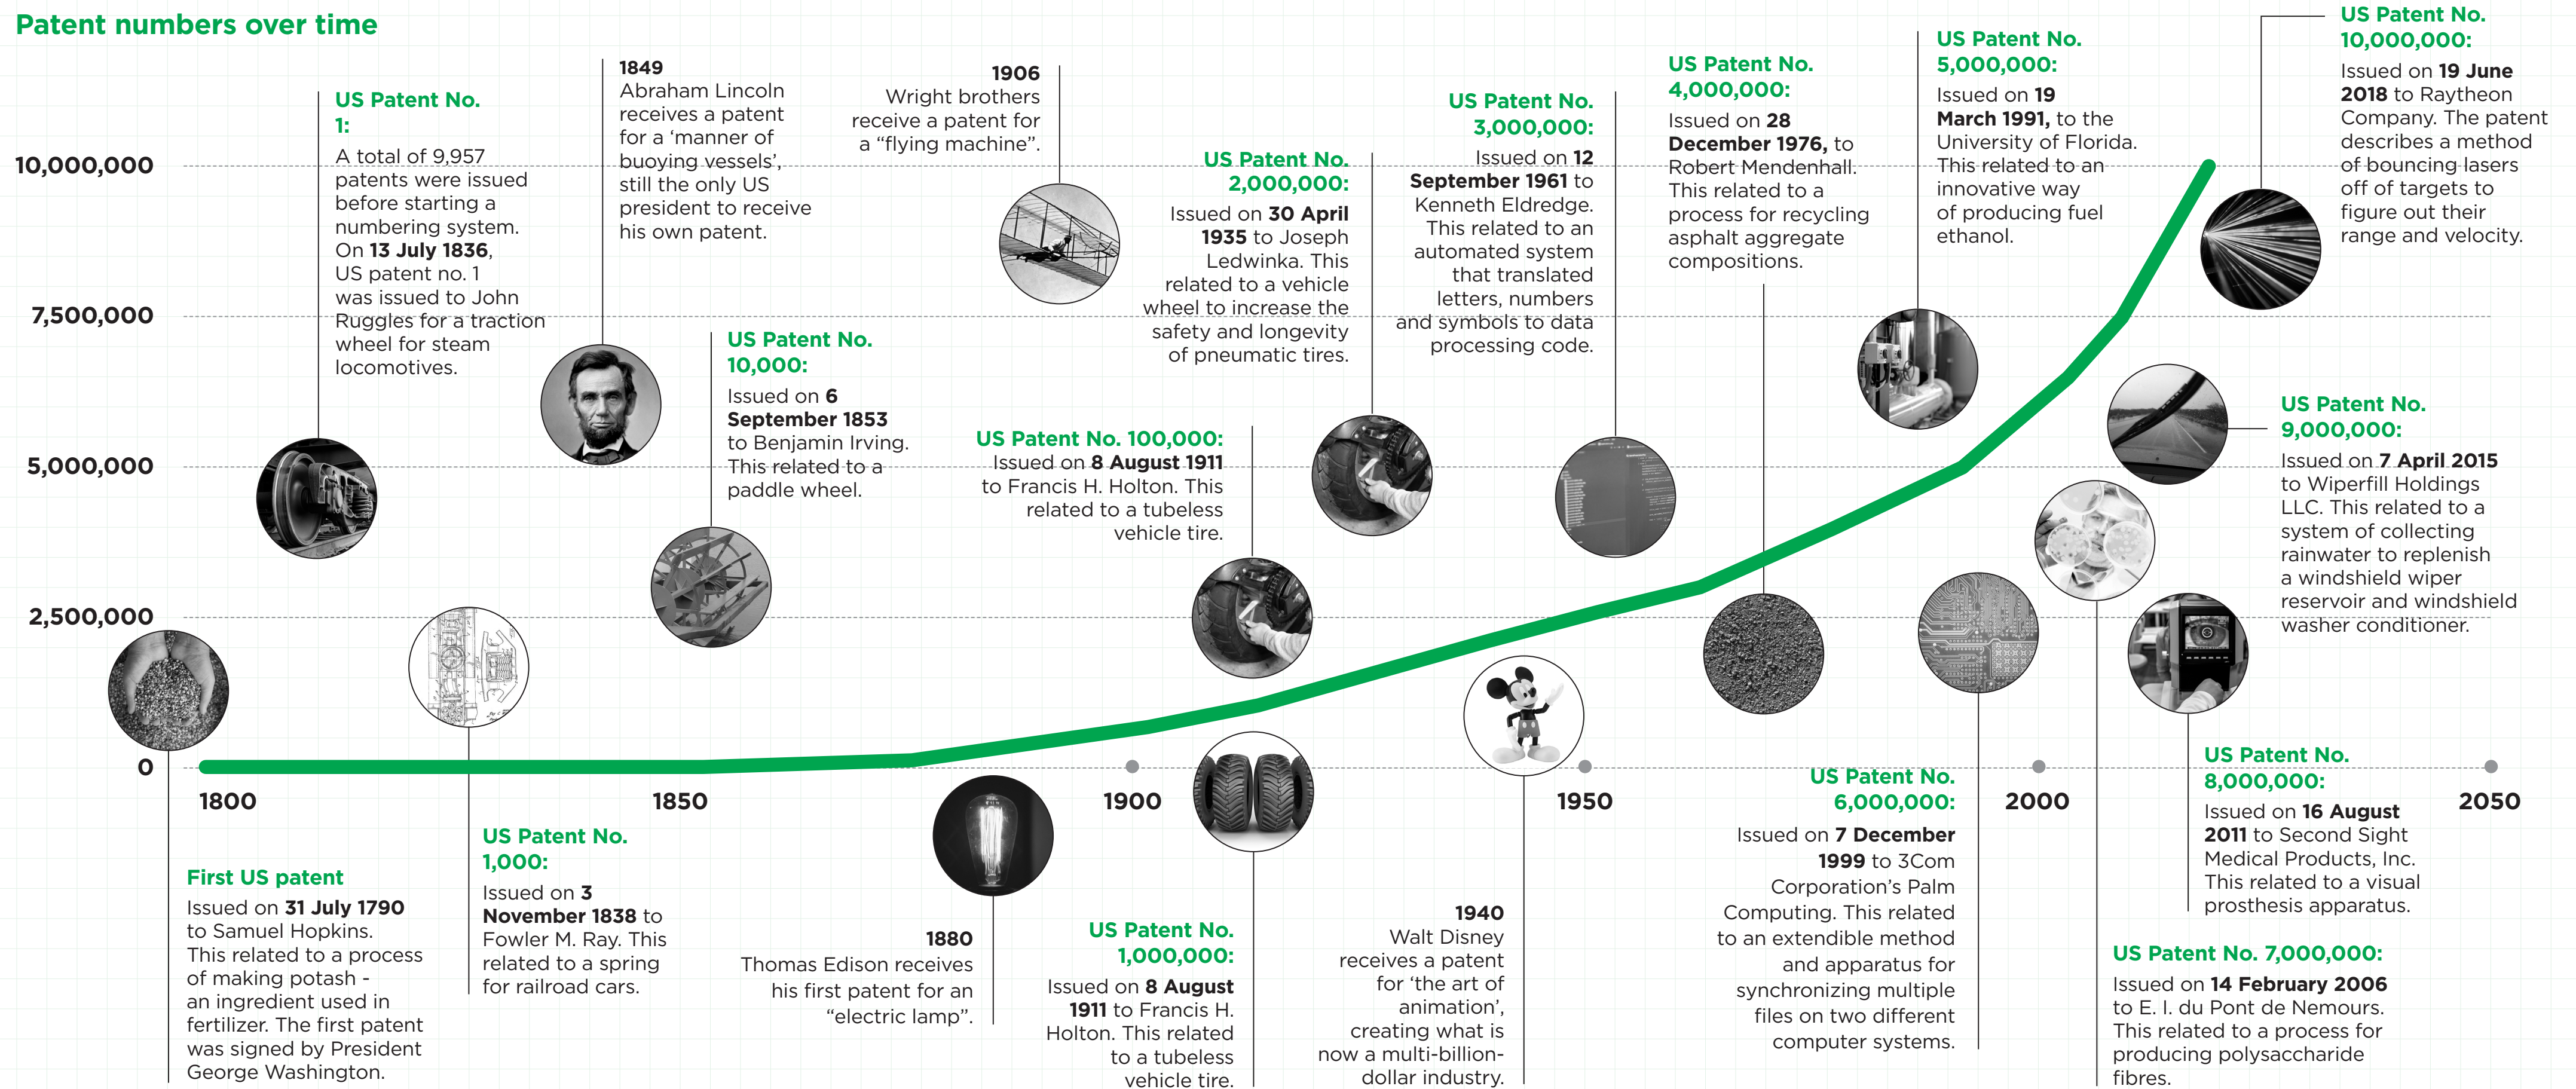 Patent numbers over time
10,000,000
7,500,000
5,000,000
2,500,000
0
1800
1850
1900
1950
2000
2050
First US patent
Issued on 31 July 1790
to Samuel Hopkins.
This related to a process
of making potash -
an ingredient used in
fertilizer. The first patent
was signed by President
George Washington.
US Patent No.
1:
A total of 9,957
patents were issued
before starting a
numbering system.
On 13 July 1836,
US patent no. 1
was issued to John
Ruggles for a traction
wheel for steam
locomotives.
US Patent No.
1,000:
Issued on 3
November 1838 to
Fowler M. Ray. This
related to a spring
for railroad cars.
1849
Abraham Lincoln
receives a patent
for a ‘manner of
buoying vessels’,
still the only US
president to receive
his own patent.
US Patent No.
10,000:
Issued on 6
September 1853
to Benjamin Irving.
This related to a
paddle wheel.
1880
Thomas Edison receives
his first patent for an
“electric lamp”.
1906
Wright brothers
receive a patent for
a “flying machine”.
US Patent No. 100,000:
Issued on 8 August 1911
to Francis H. Holton. This
related to a tubeless
vehicle tire.
US Patent No.
1,000,000:
Issued on 8 August
1911 to Francis H.
Holton. This related
to a tubeless
vehicle tire.
US Patent No.
2,000,000:
Issued on 30 April
1935 to Joseph
Ledwinka. This
related to a vehicle
wheel to increase the
safety and longevity
of pneumatic tires.
1940
Walt Disney
receives a patent
for ‘the art of
animation’,
creating what is
now a multi-billion-
dollar industry.
US Patent No.
3,000,000:
Issued on 12
September 1961 to
Kenneth Eldredge.
This related to an
automated system
that translated
letters, numbers
and symbols to data
processing code.
US Patent No.
4,000,000:
Issued on 28
December 1976, to
Robert Mendenhall.
This related to a
process for recycling
asphalt aggregate
compositions.
US Patent No.
5,000,000:
Issued on 19
March 1991, to the
University of Florida.
This related to an
innovative way
of producing fuel
ethanol.
US Patent No.
6,000,000:
Issued on 7 December
1999 to 3Com
Corporation’s Palm
Computing. This related
to an extendible method
and apparatus for
synchronizing multiple
files on two different
computer systems.
US Patent No. 7,000,000:
Issued on 14 February 2006
to E. I. du Pont de Nemours.
This related to a process for
producing polysaccharide
fibres.
US Patent No.
8,000,000:
Issued on 16 August
2011 to Second Sight
Medical Products, Inc.
This related to a visual
prosthesis apparatus.
US Patent No.
9,000,000:
Issued on 7 April 2015
to Wiperfill Holdings
LLC. This related to a
system of collecting
rainwater to replenish
a windshield wiper
reservoir and windshield
washer conditioner.
US Patent No.
10,000,000:
Issued on 19 June
2018 to Raytheon
Company. The patent
describes a method
of bouncing lasers
off of targets to
figure out their
range and velocity.